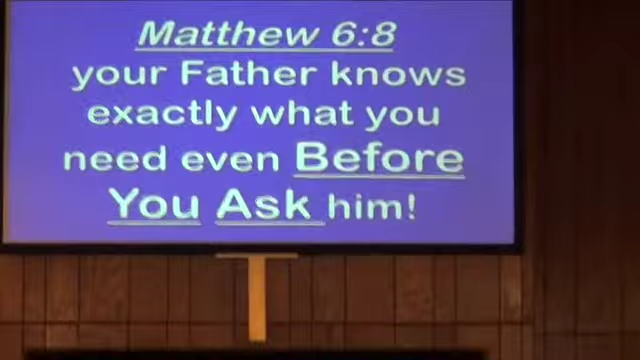 Matthew 6:8
your Father knows
exactly what you
need even Before
You Ask him!